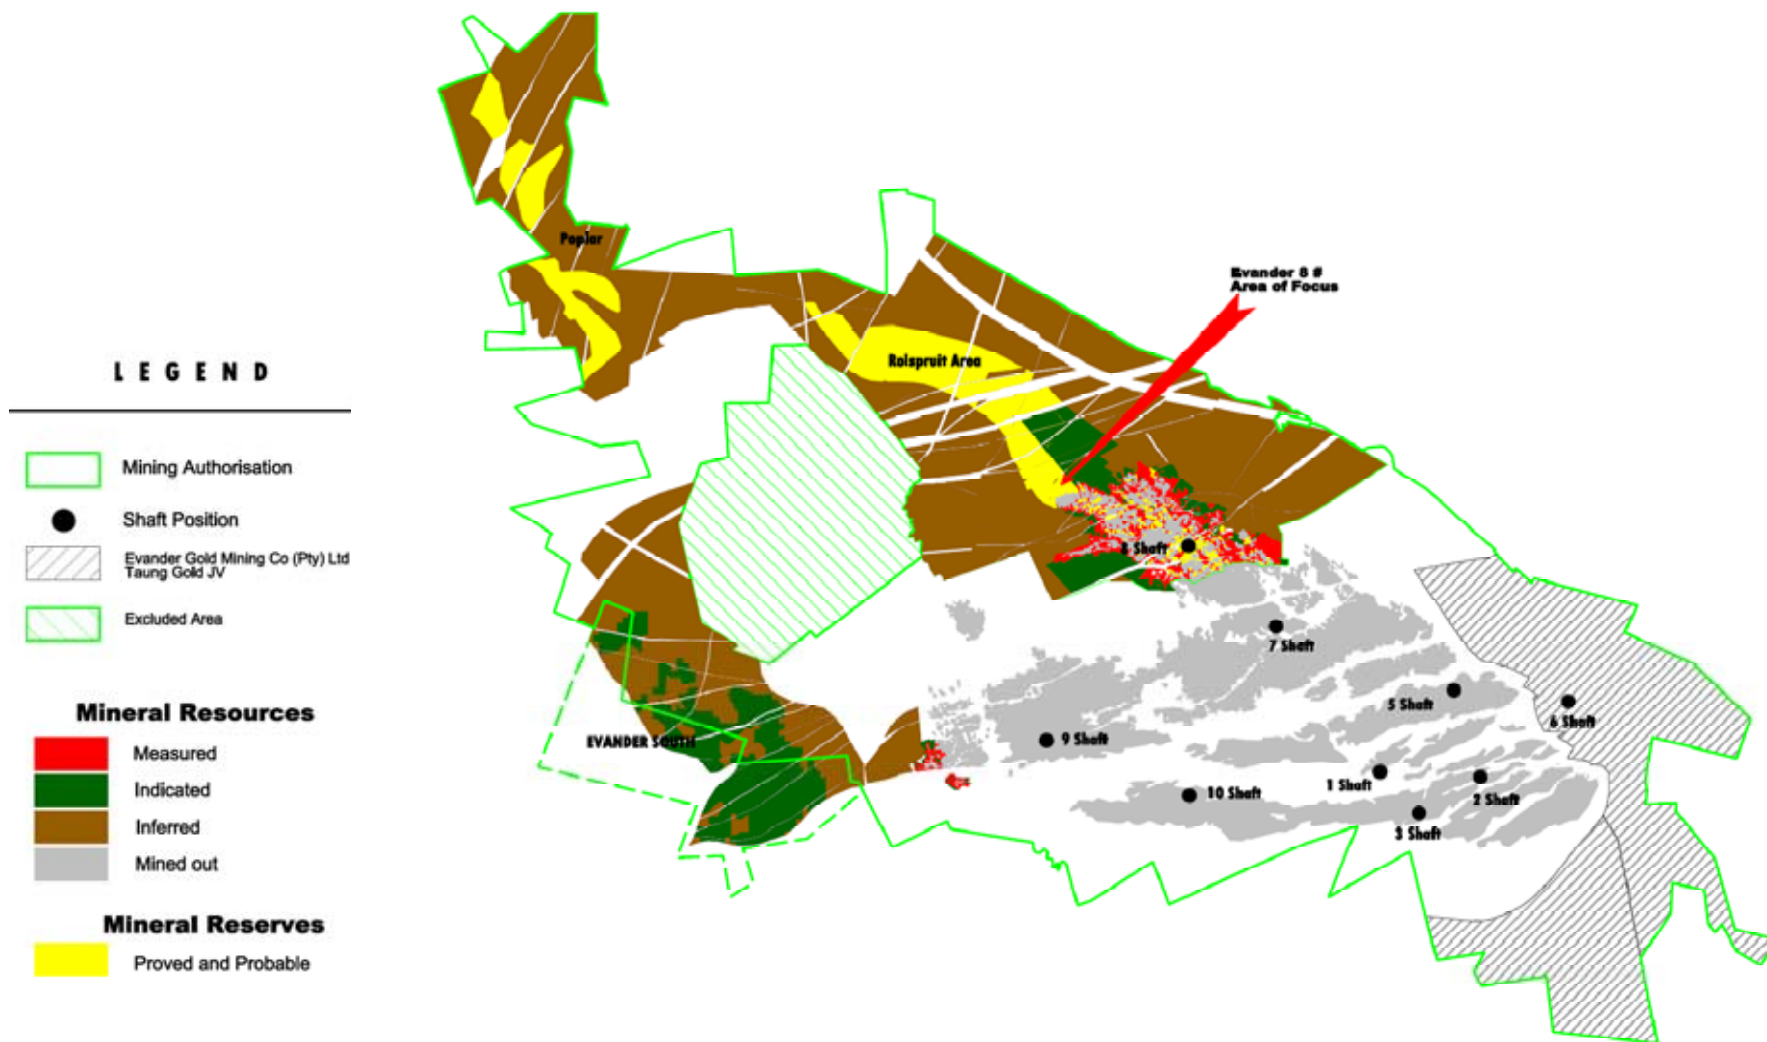 LEGEND
Mining Authorisation
Shaft Position
Evander Gold Mining Co (Pty) Ltd
Taung Gold JV
Excluded Area
Mineral Resources
Measured
Indicated
Inferred
Mined out
Mineral Reserves
Proved and Probable
Poplar
Evander 8 #
Area of Focus
Rolspruit Area
8 Shaft
7 Shaft
5 Shaft
6 Shaft
EVANDER SOUTH
9 Shaft
1 Shaft
2 Shaft
10 Shaft
3 Shaft